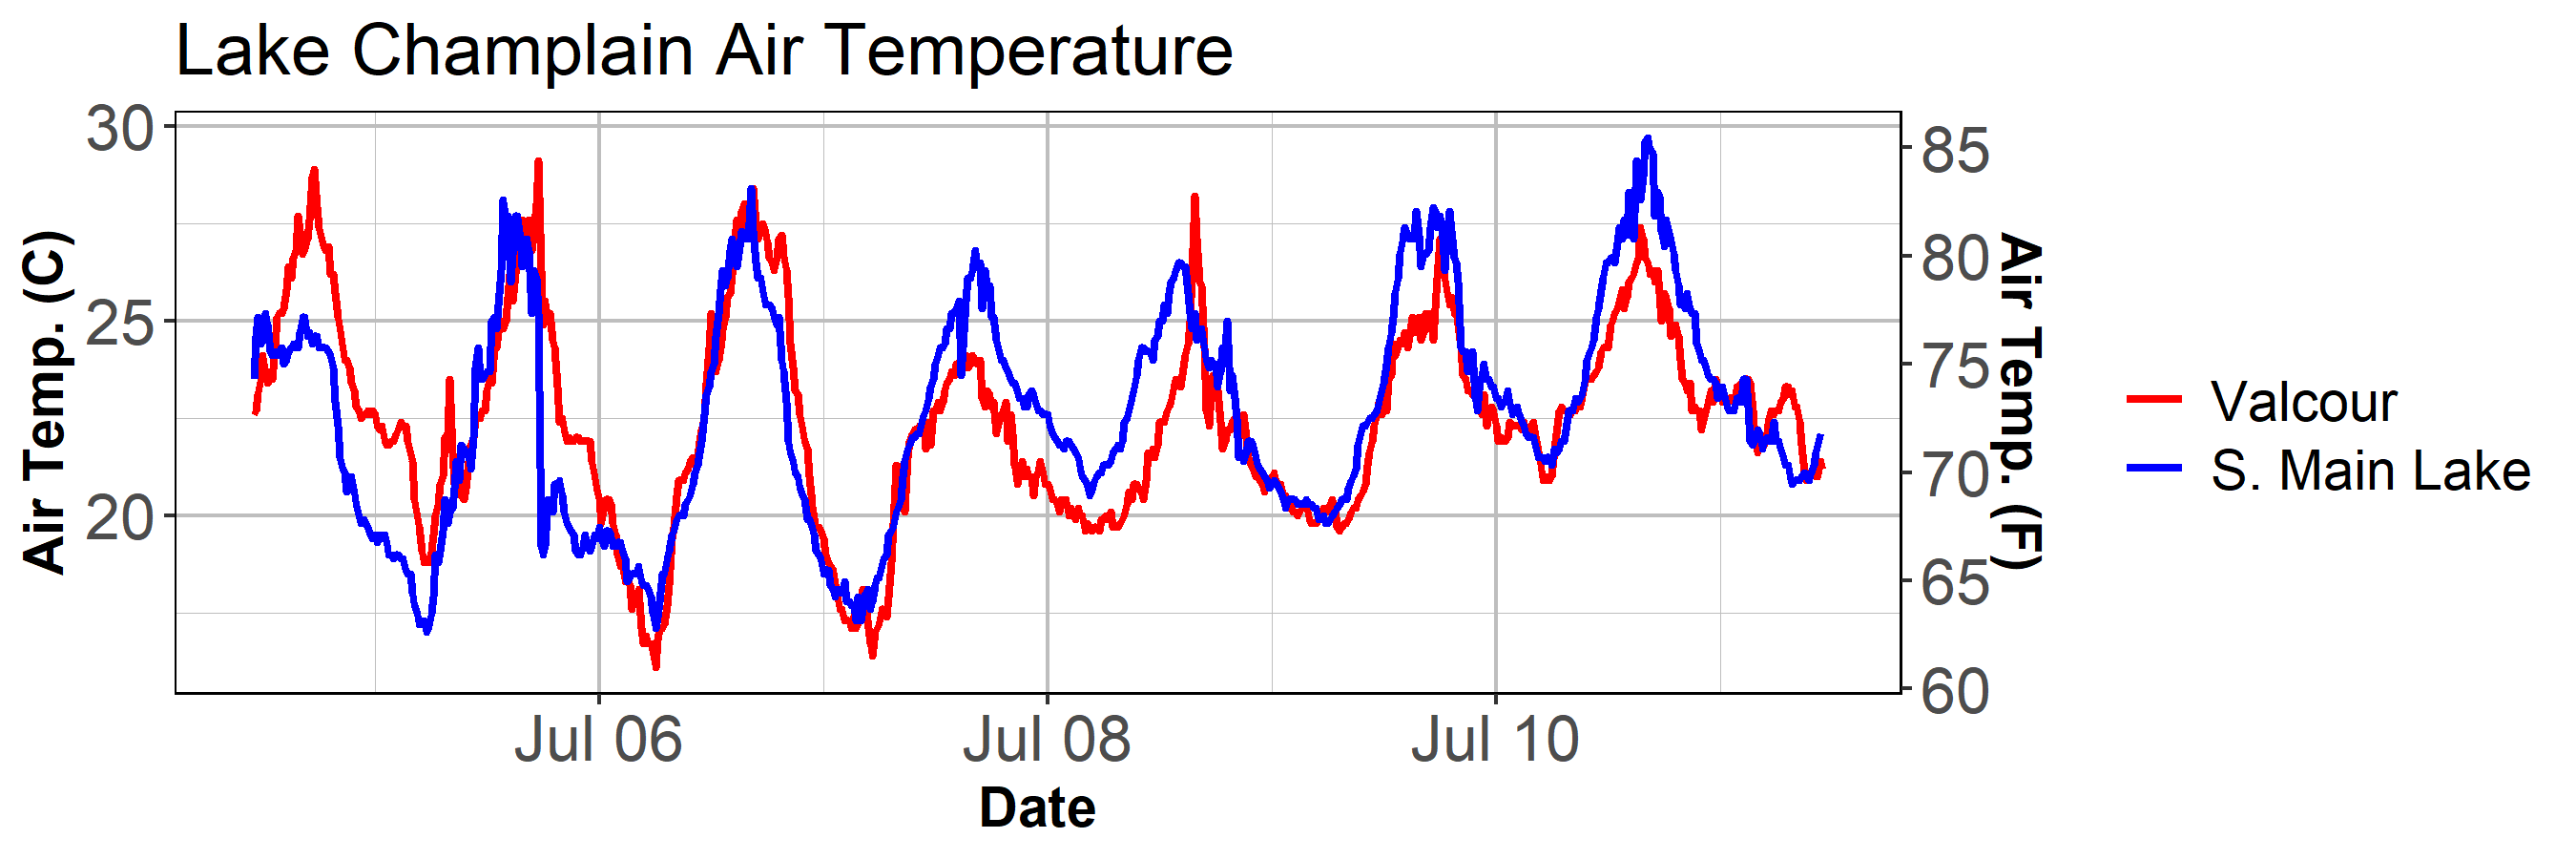 Lake Champlain Air Temperature
30
25
20
Air Temp. (C)
85
80
75
70
65
60
Air Temp. (F)
Jul 06
Jul 08
Jul 10
Date
Valcour
S. Main Lake